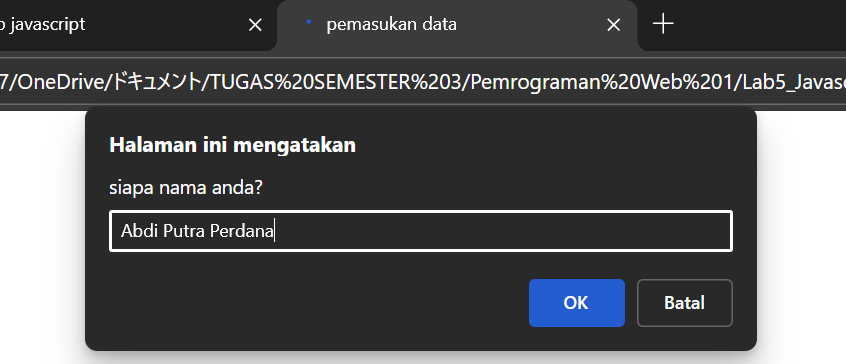 javascript
pemasukan data
7/OneDrive/ドキュメント/TUGAS%20SEMESTER%203/Pemrograman%20Web%201/Lab5_Javasc
Halaman ini mengatakan
siapa nama anda?
Abdi Putra Perdana
OK
Batal